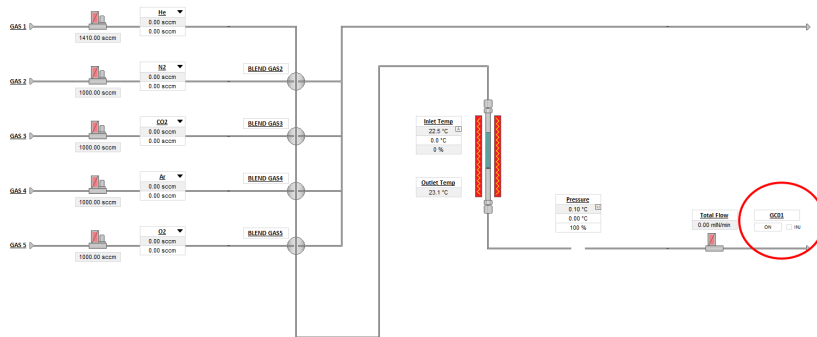 GAS 1
1410.00 sccm
He
0.00 sccm
0.00 sccm
GAS 2
1000.00 sccm
N2
0.00 sccm
0.00 sccm
BLEND GAS2
GAS 3
1000.00 sccm
CO2
0.00 sccm
0.00 sccm
BLEND GAS3
GAS 4
1000.00 sccm
Ar
0.00 sccm
0.00 sccm
BLEND GAS4
GAS 5
1000.00 sccm
O2
0.00 sccm
0.00 sccm
BLEND GAS5
Inlet Temp
22.5 °C
0.0 °C
0 %
Outlet Temp
23.1 °C
Pressure
0.10 °C
0.00 °C
100 %
Total Flow
0.00 mlN/min
GC01
ON INJ